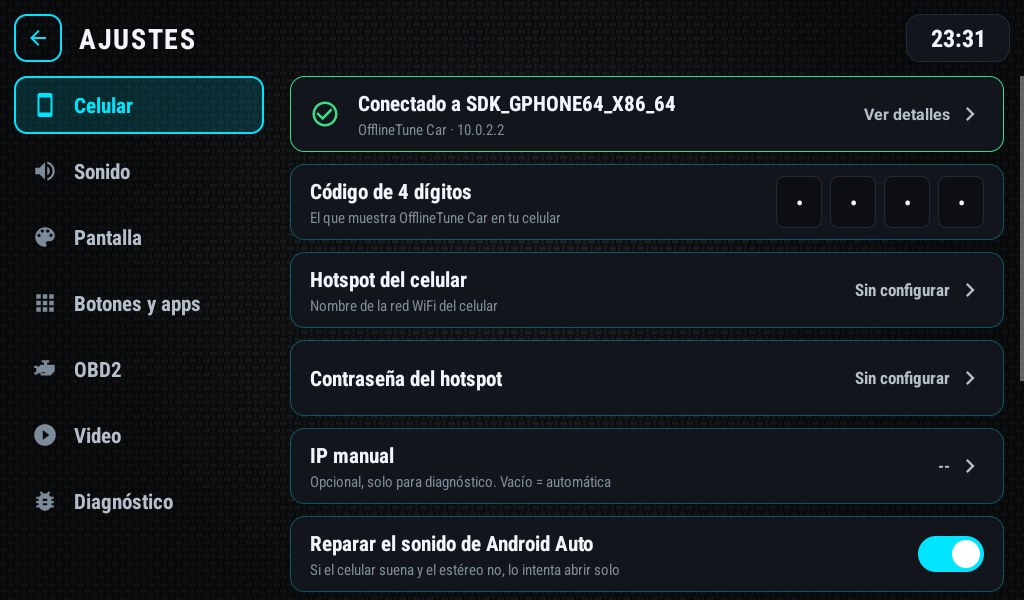 AJUSTES
23:31
Celular
Sonido
Pantalla
Botones y apps
OBD2
Video
Diagnóstico
Conectado a SDK_GPHONE64_X86_64
OfflineTune Car · 10.0.2.2
Ver detalles
Código de 4 dígitos
El que muestra OfflineTune Car en tu celular
• • • •
Hotspot del celular
Nombre de la red WiFi del celular
Sin configurar
Contraseña del hotspot
Sin configurar
IP manual
Opcional, solo para diagnóstico. Vacío = automática
--
Reparar el sonido de Android Auto
Si el celular suena y el estéreo no, lo intenta abrir solo